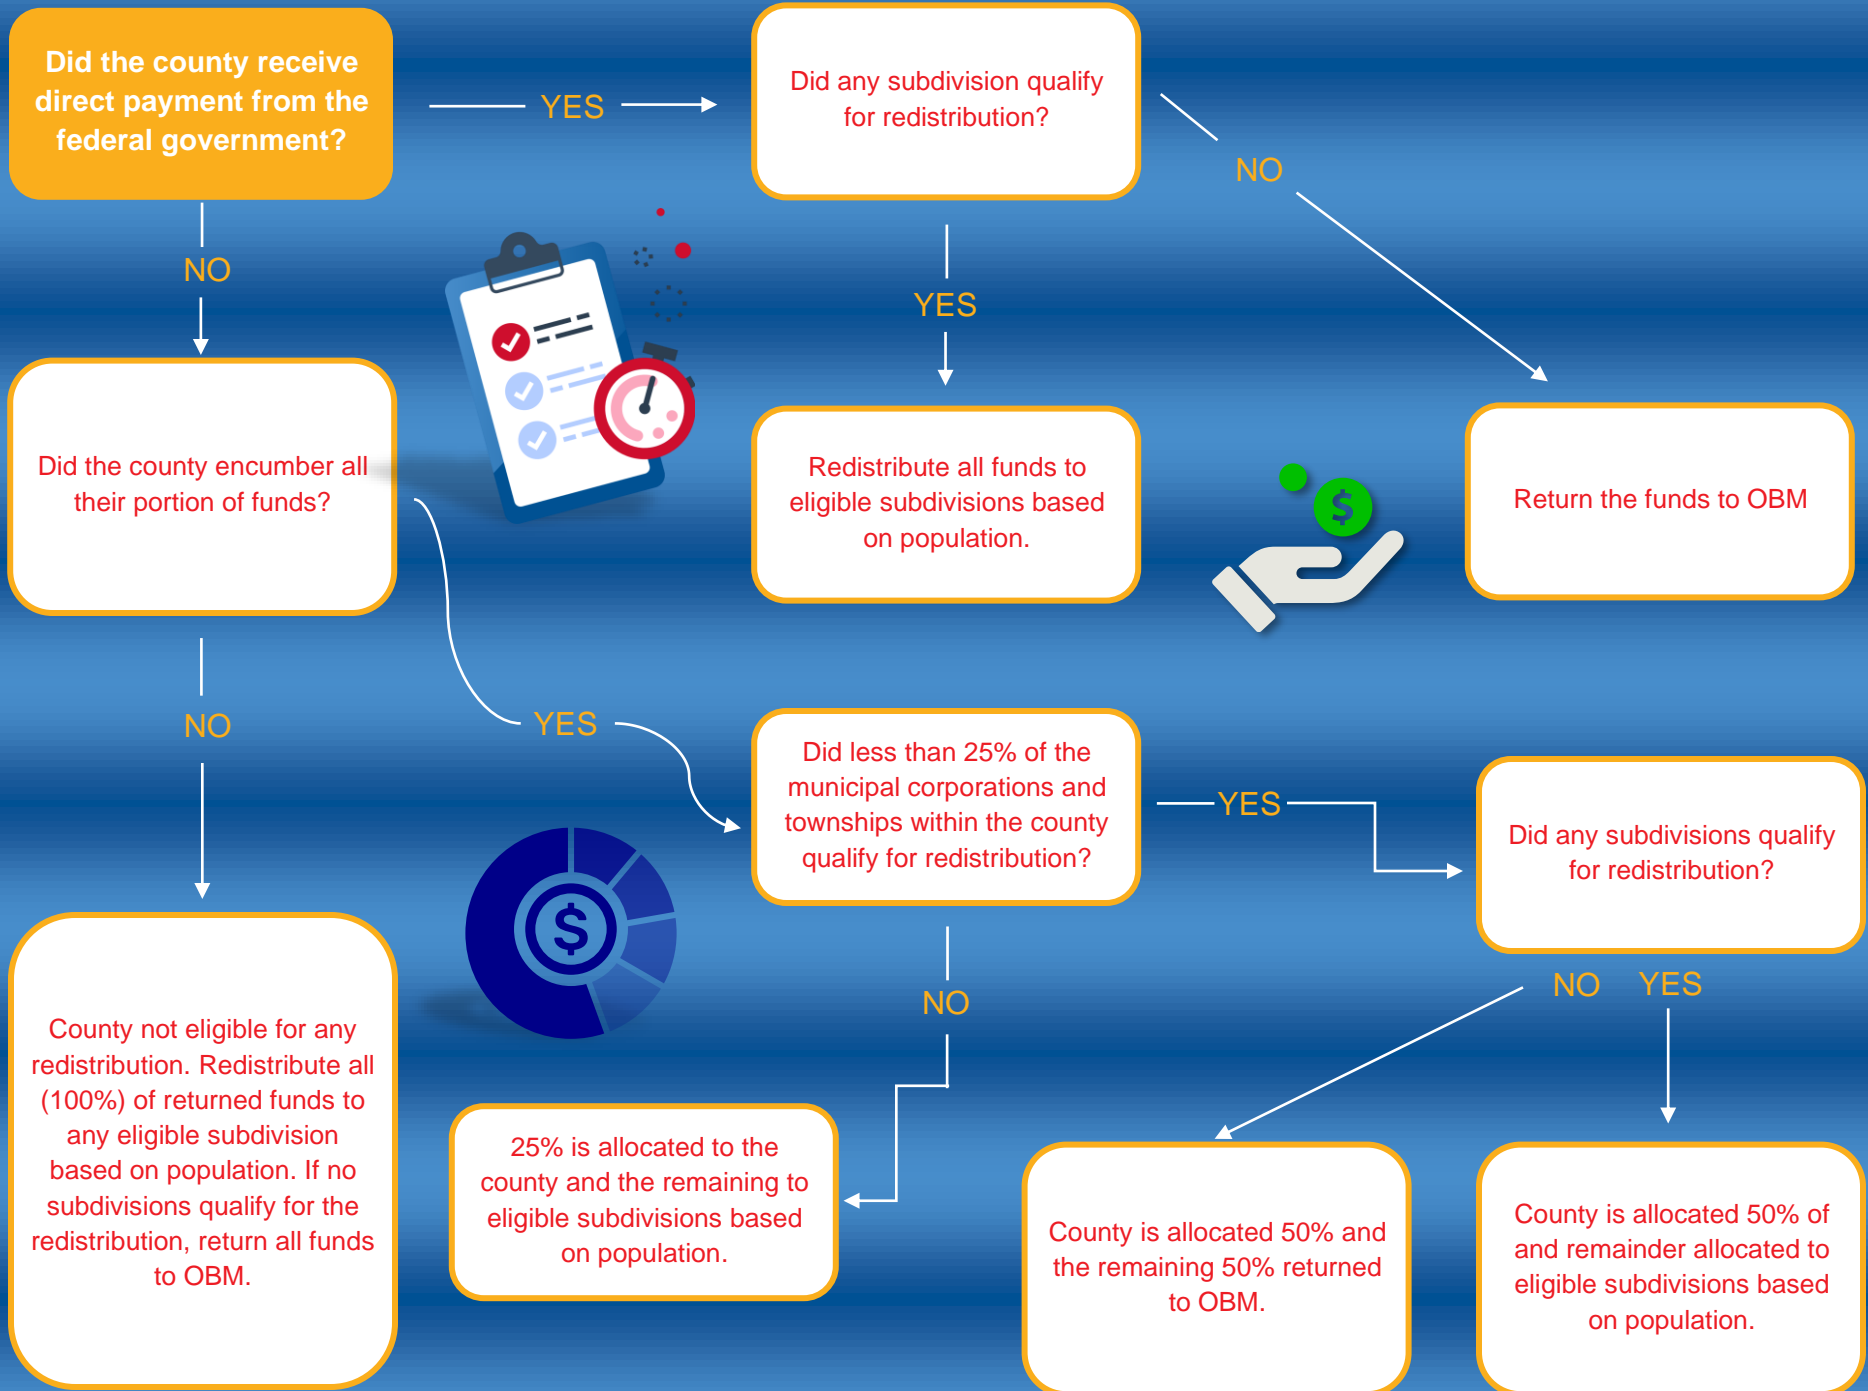 Did the county receive
direct payment from the
federal government?
YES
Did any subdivision qualify
for redistribution?
NO
NO
YES
Did the county encumber all
their portion of funds?
Redistribute all funds to
eligible subdivisions based
on population.
$
Return the funds to OBM
NO
YES
Did less than 25% of the
municipal corporations and
townships within the county
qualify for redistribution?
YES
Did any subdivisions qualify
for redistribution?
$
NO
NO YES
County not eligible for any
redistribution. Redistribute all
(100%) of returned funds to
any eligible subdivision
based on population. If no
subdivisions qualify for the
redistribution, return all funds
to OBM.
25% is allocated to the
county and the remaining to
eligible subdivisions based
on population.
County is allocated 50% and
the remaining 50% returned
to OBM.
County is allocated 50% of
and remainder allocated to
eligible subdivisions based
on population.